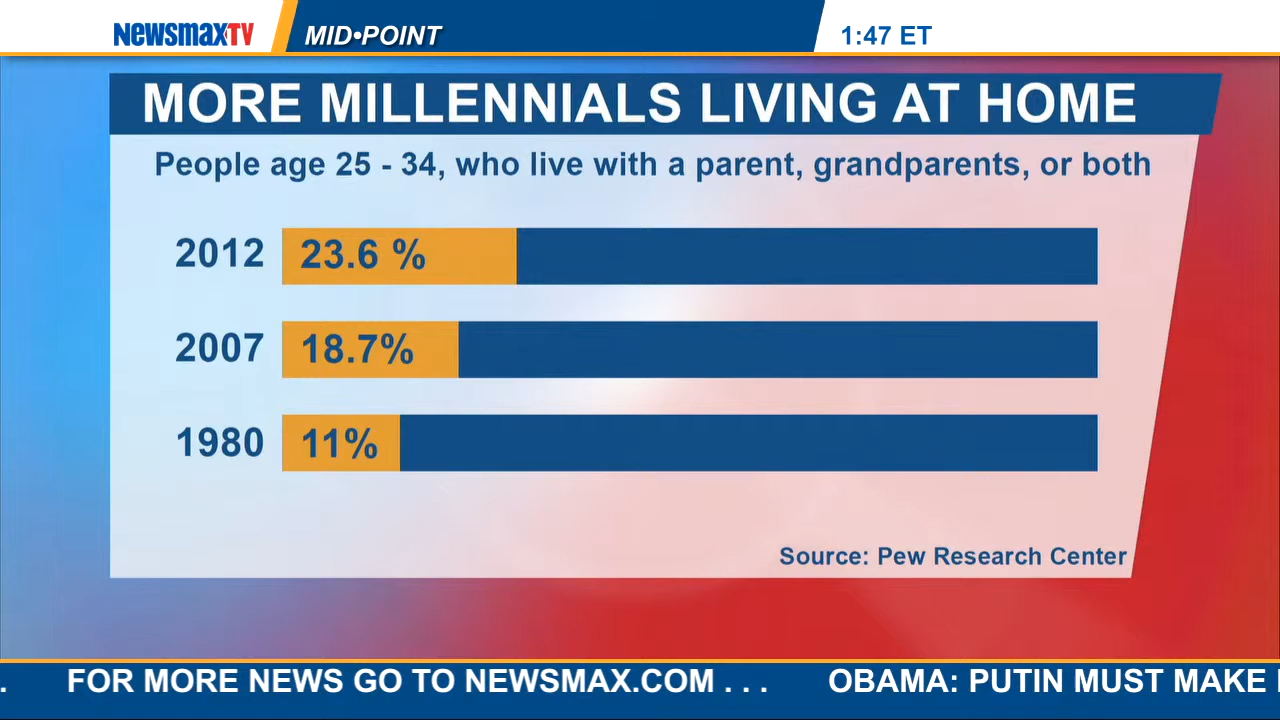 NEWSMAXTV
MID•POINT
1:47 ET
MORE MILLENNIALS LIVING AT HOME
People age 25 - 34, who live with a parent, grandparents, or both
2012 23.6 %
2007 18.7%
1980 11%
Source: Pew Research Center
. FOR MORE NEWS GO TO NEWSMAX.COM . . . OBAMA: PUTIN MUST MAKE